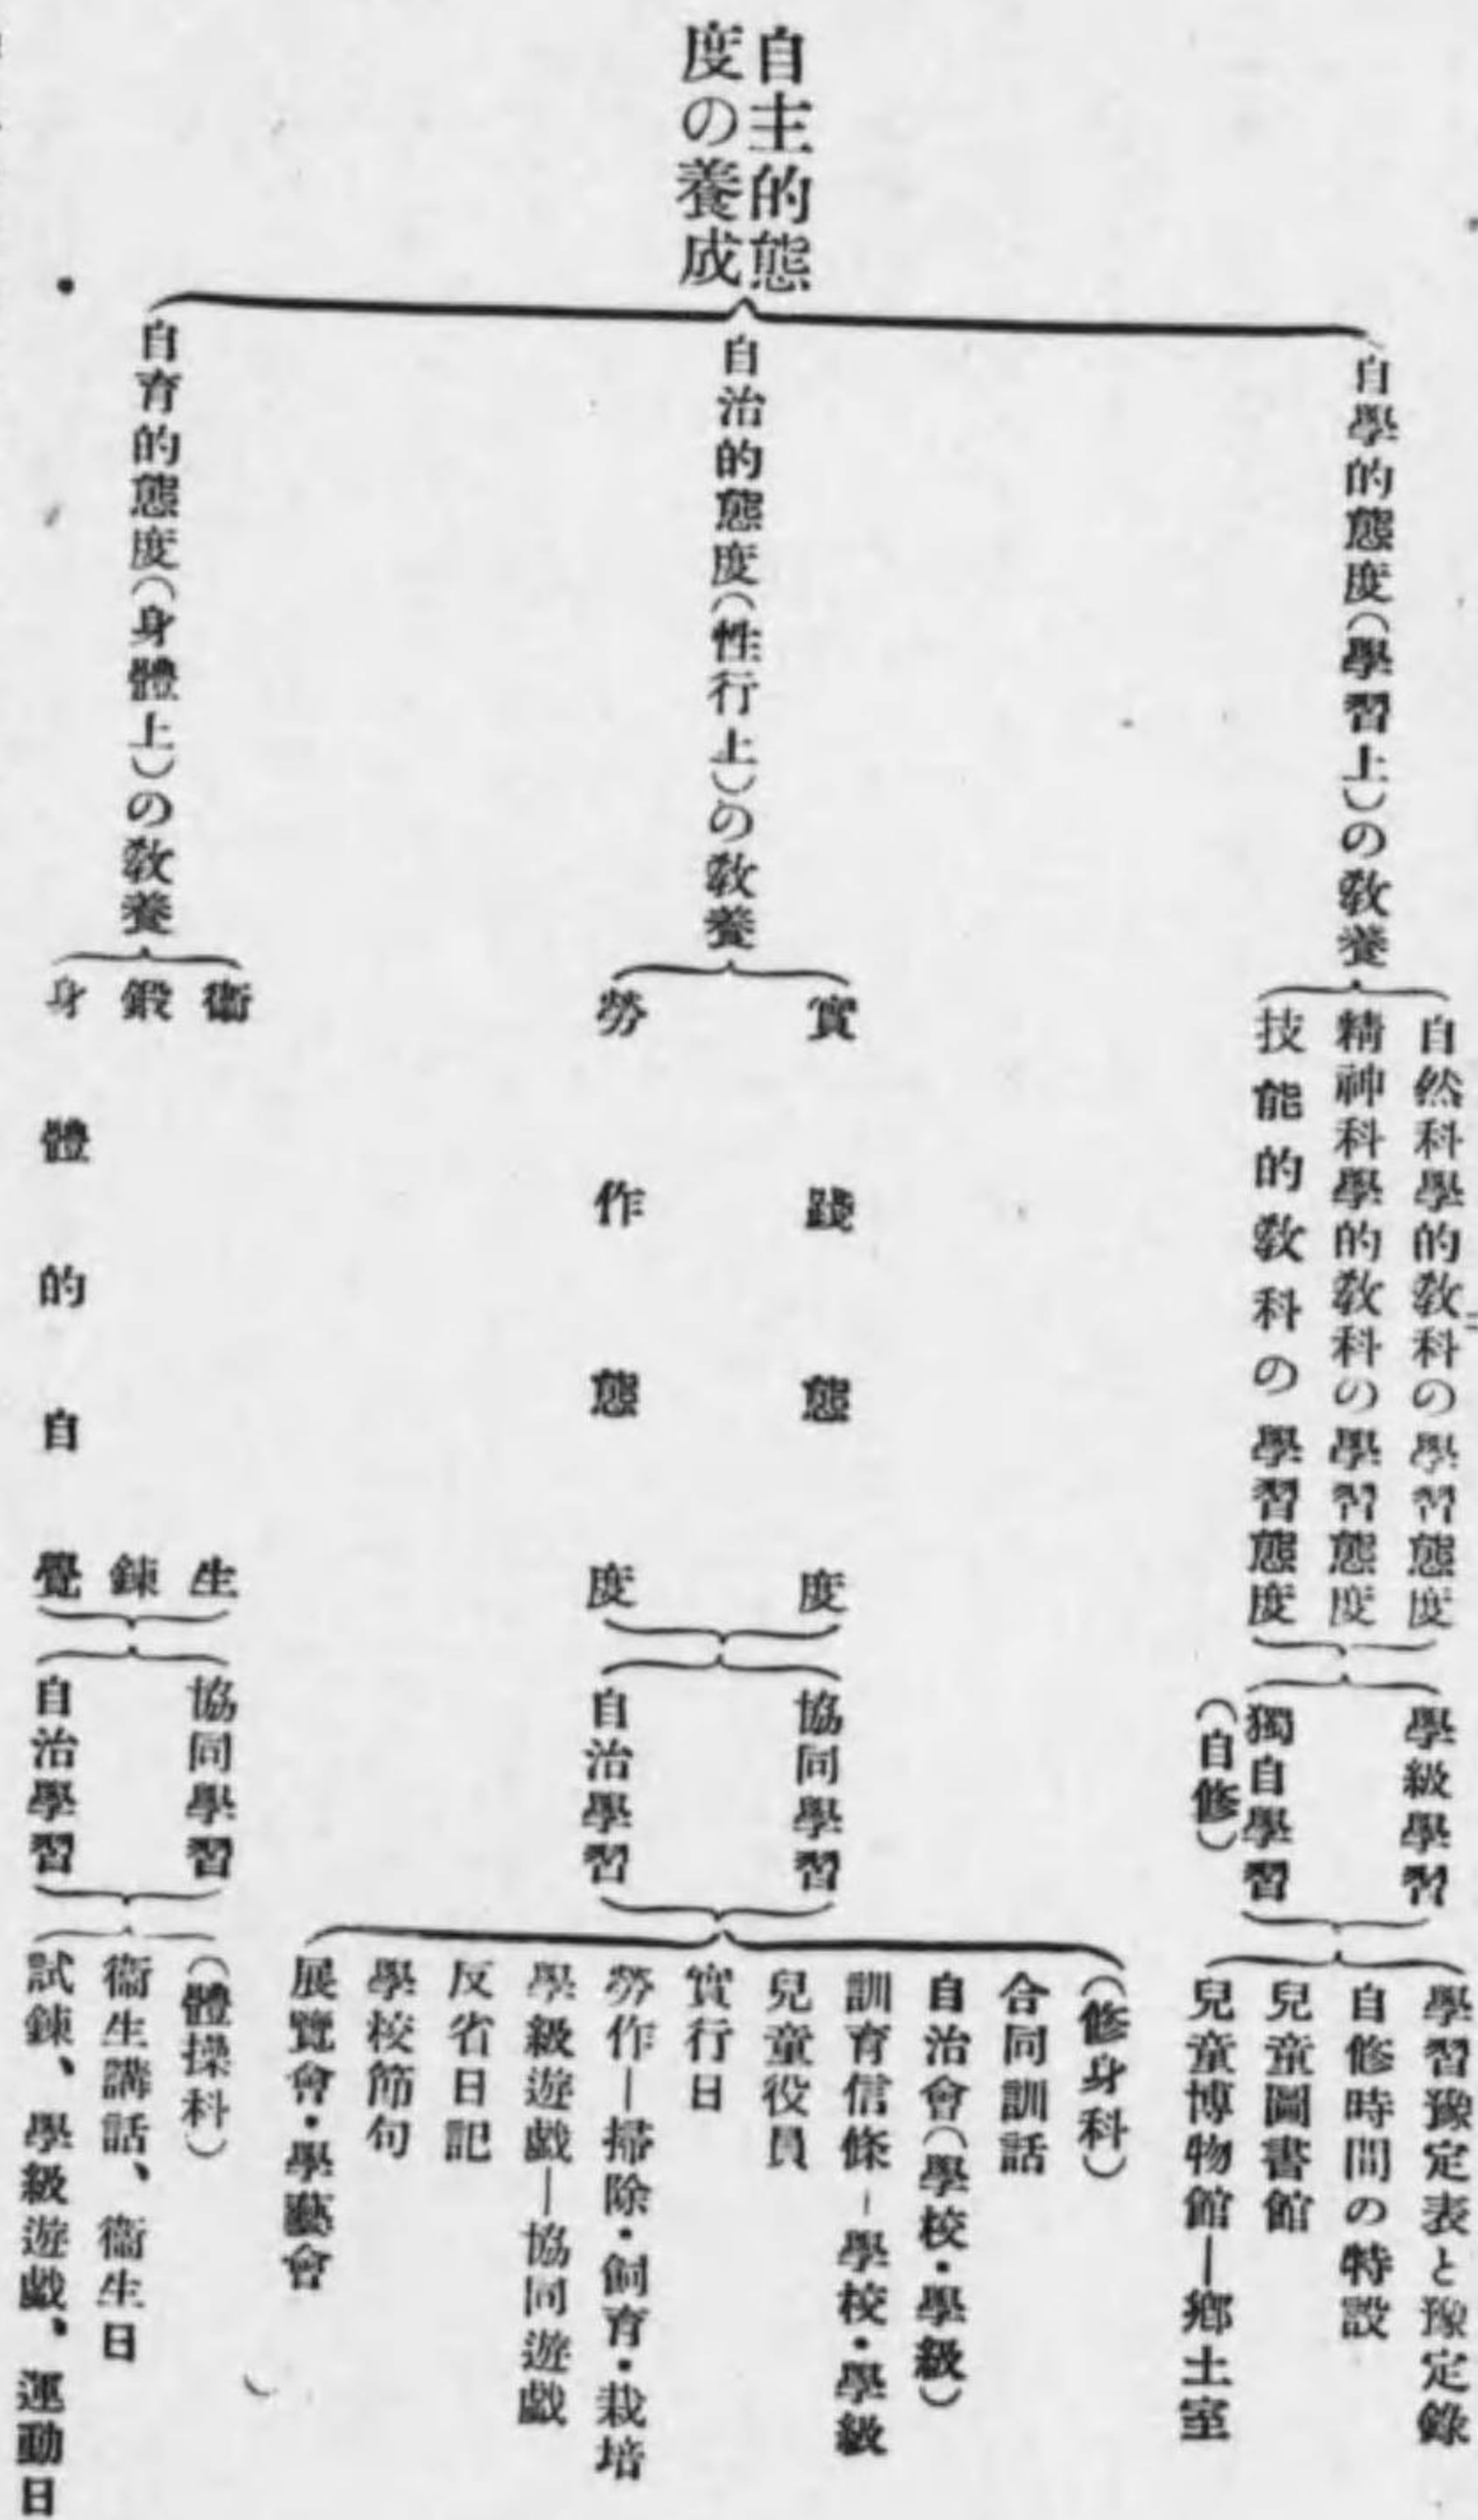 自主的態
度の養成
自學的態度(學習上)の敎養
自然科學的敎科の學習態度
精神科學的敎科の學習態度
技能的敎科の學習態度
學級學習
獨自學習
(自修)
學習豫定表と豫定錄
自修時間の特設
兒童圖書館
兒童博物館―鄕土室
自治的態度(性行上)の敎養
實踐態度
勞作態度
協同學習
自治學習
(修身科)
合同訓話
自治會(學校・學級)
訓育信條―學校・學級
兒童役員
實行日
勞作―掃除・飼育・栽培
學級遊戲―協同遊戲
反省日記
學校節句
展覽會・學藝會
自育的態度(身體上)の敎養
衞生
鍛鍊
身體的自覺
協同學習
自治學習
(體操科)
衞生講話、衞生日
試鍊、學級遊戲、運動日